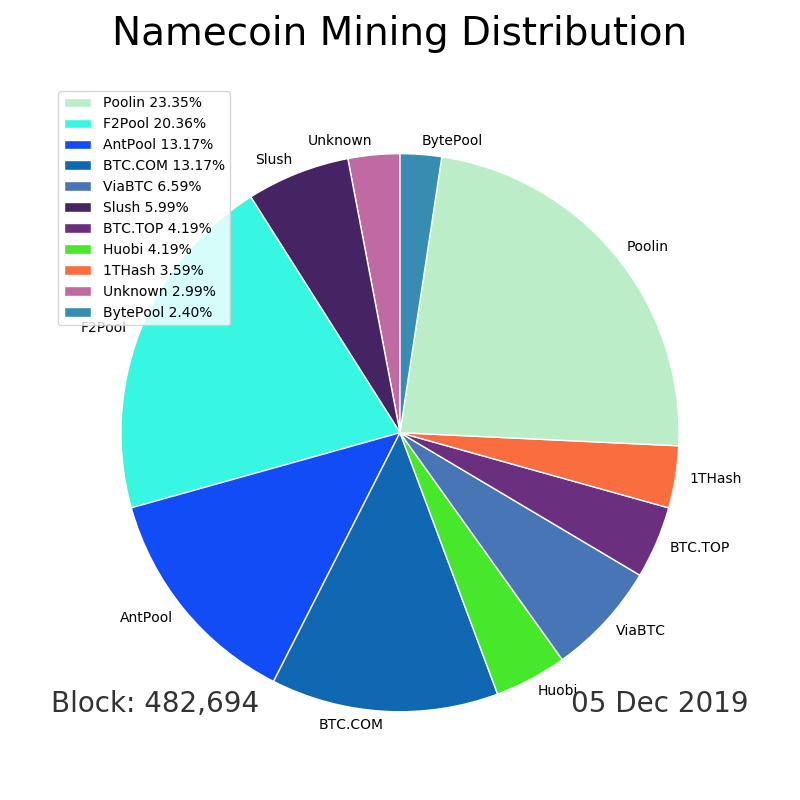 Namecoin Mining Distribution
Poolin 23.35%
F2Pool 20.36%
AntPool 13.17%
BTC.COM 13.17%
ViaBTC 6.59%
Slush 5.99%
BTC.TOP 4.19%
Huobi 4.19%
1THash 3.59%
Unknown 2.99%
BytePool 2.40%
Unknown
BytePool
Slush
Poolin
F2Pool
1THash
BTC.TOP
AntPool
ViaBTC
Huobi
BTC.COM
Block: 482,694
05 Dec 2019